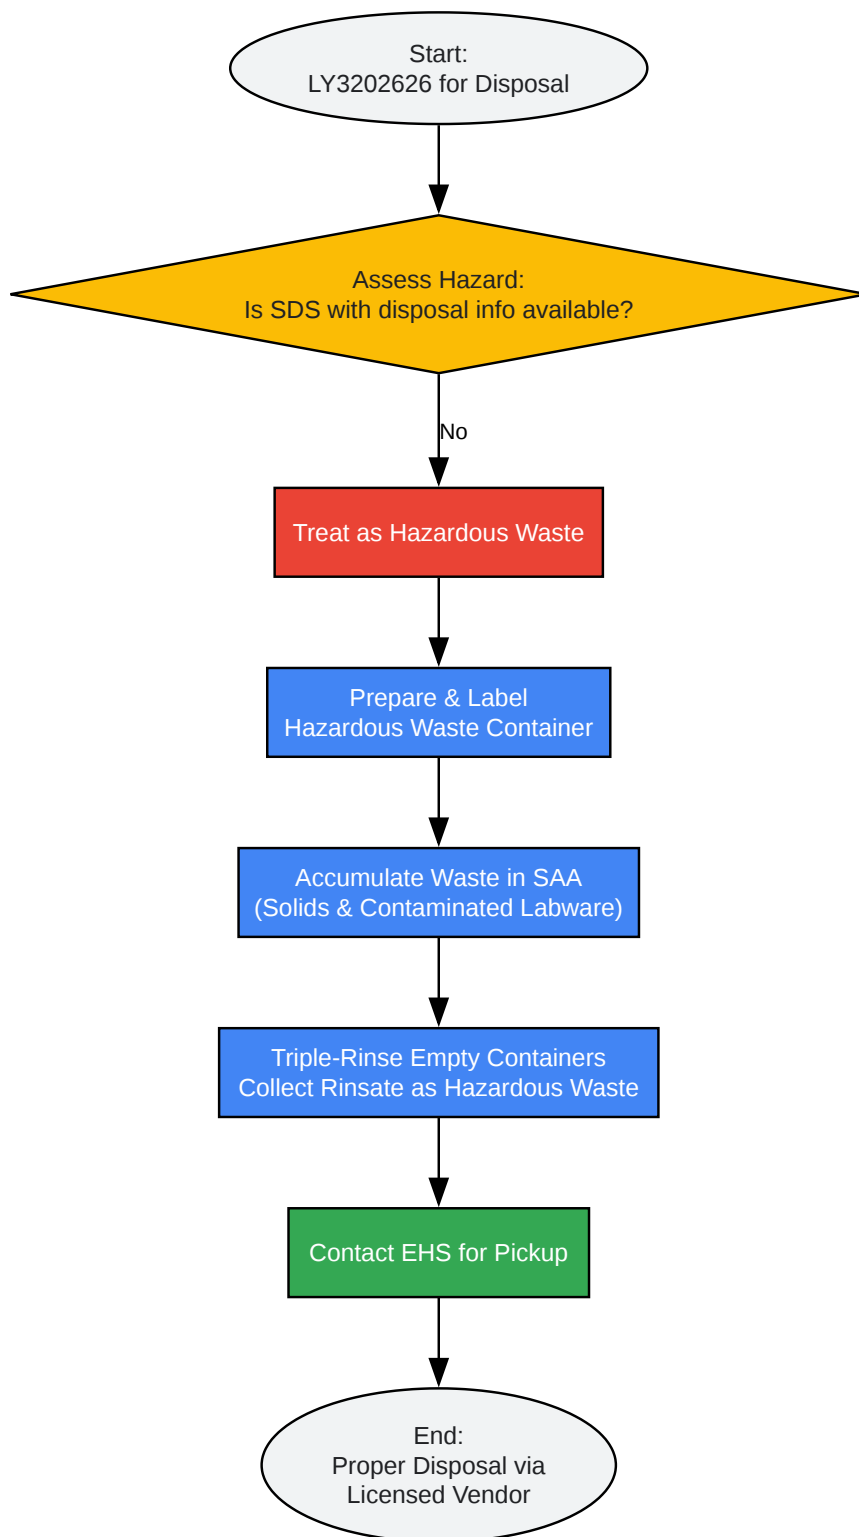 Start:
LY3202626 for Disposal
Assess Hazard:
Is SDS with disposal info available?
No
Treat as Hazardous Waste
Prepare & Label
Hazardous Waste Container
Accumulate Waste in SAA
(Solids & Contaminated Labware)
Triple-Rinse Empty Containers
Collect Rinsate as Hazardous Waste
Contact EHS for Pickup
End:
Proper Disposal via
Licensed Vendor